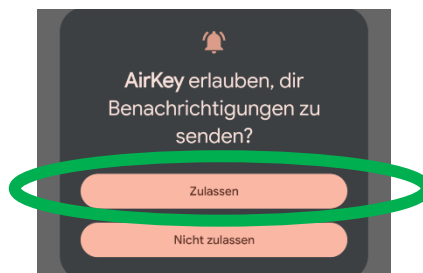 AirKey erlauben, dir
Benachrichtigungen zu
senden?
Zulassen
Nicht zulassen